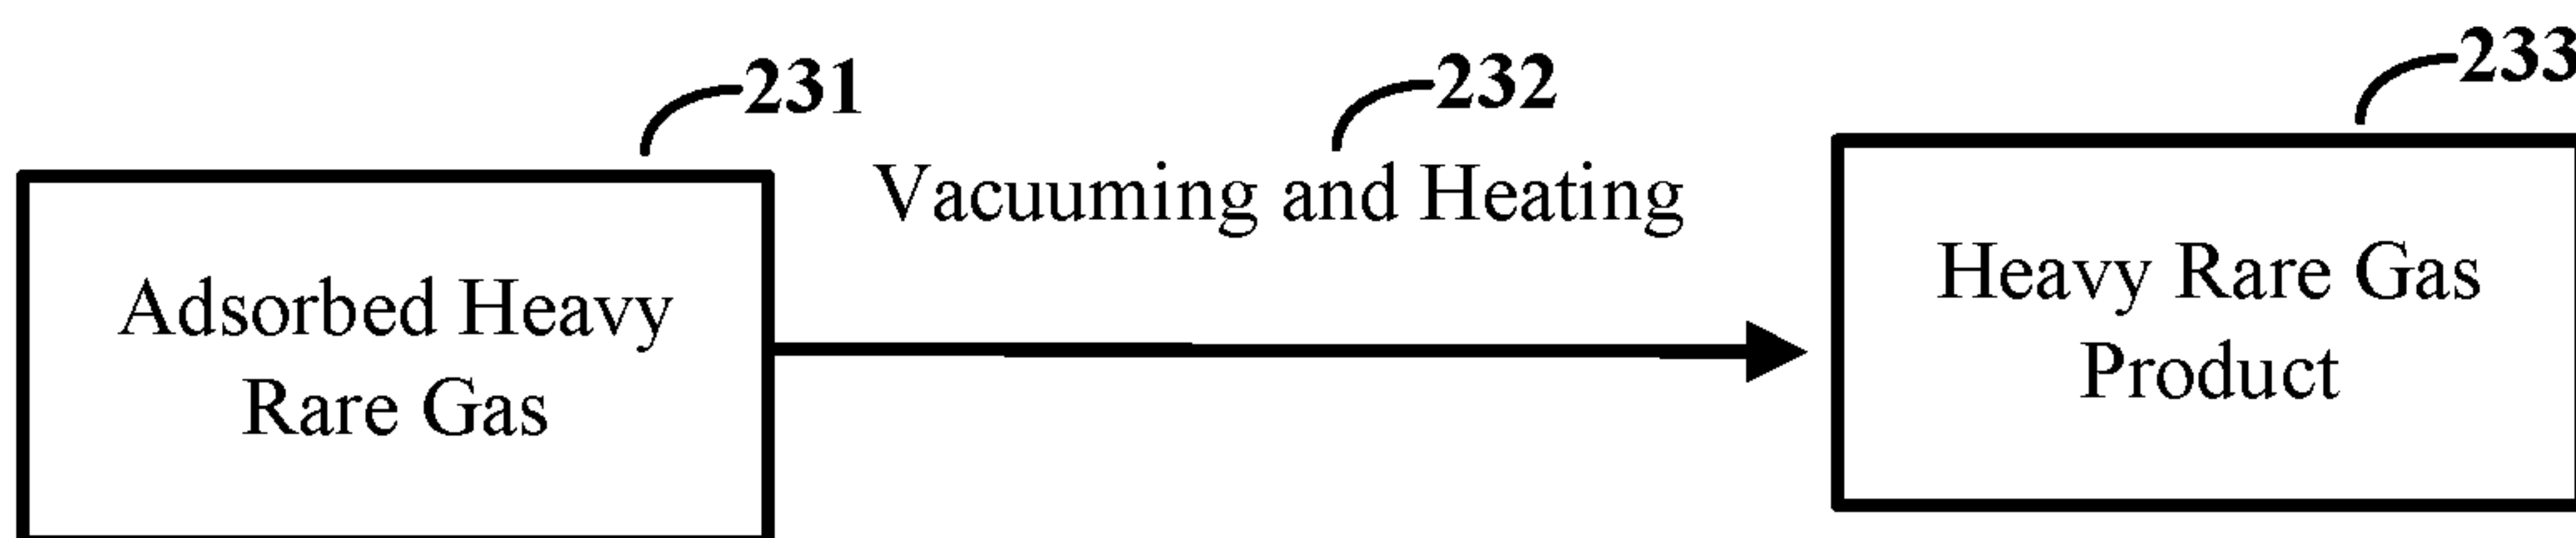 231
Adsorbed Heavy
Rare Gas
232
Vacuuming and Heating
233
Heavy Rare Gas
Product